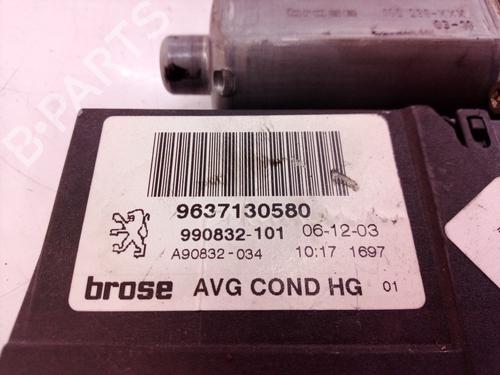 9637130580
990832-101 06-12-03
A90832-034 10:17 1697
brose AVG COND HG 01
B-PARTS